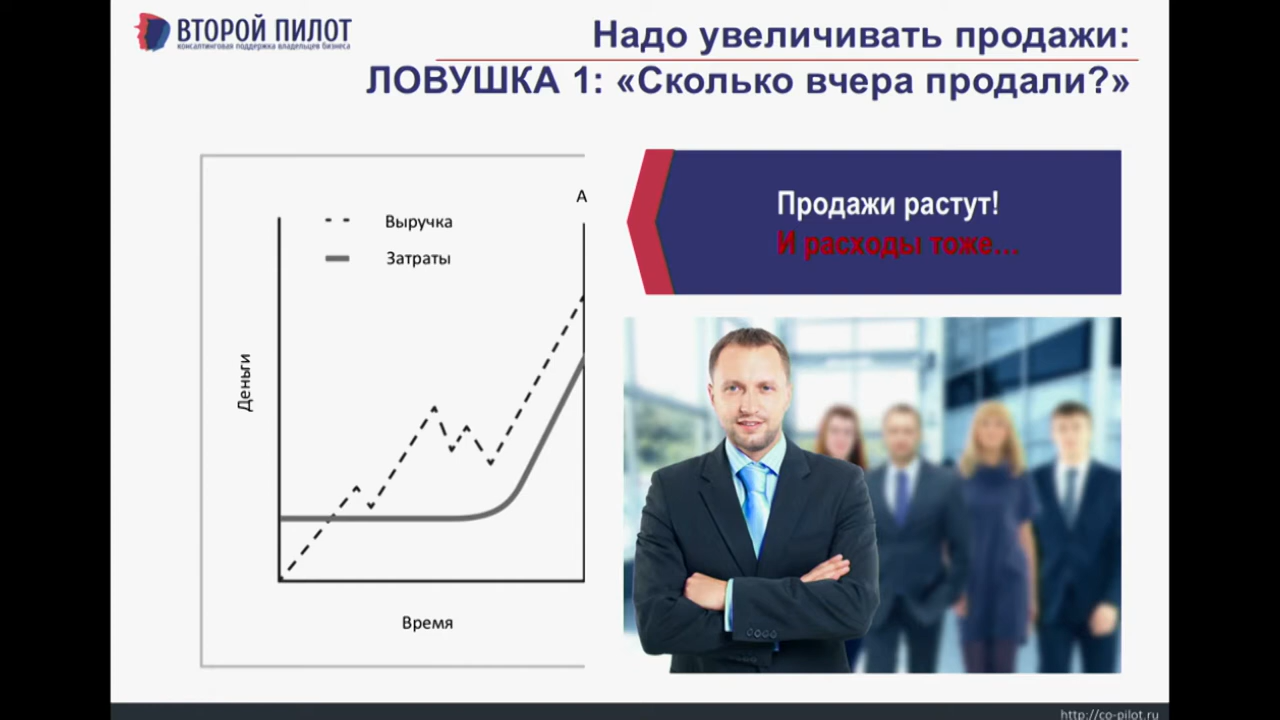 ВТОРОЙ ПИЛОТ
консалтинговая поддержка владельцев бизнеса
Надо увеличивать продажи:
ЛОВУШКА 1: «Сколько вчера продали?»
А
Выручка
Затраты
Деньги
Время
Продажи растут!
И расходы тоже...
http://co-pilot.ru